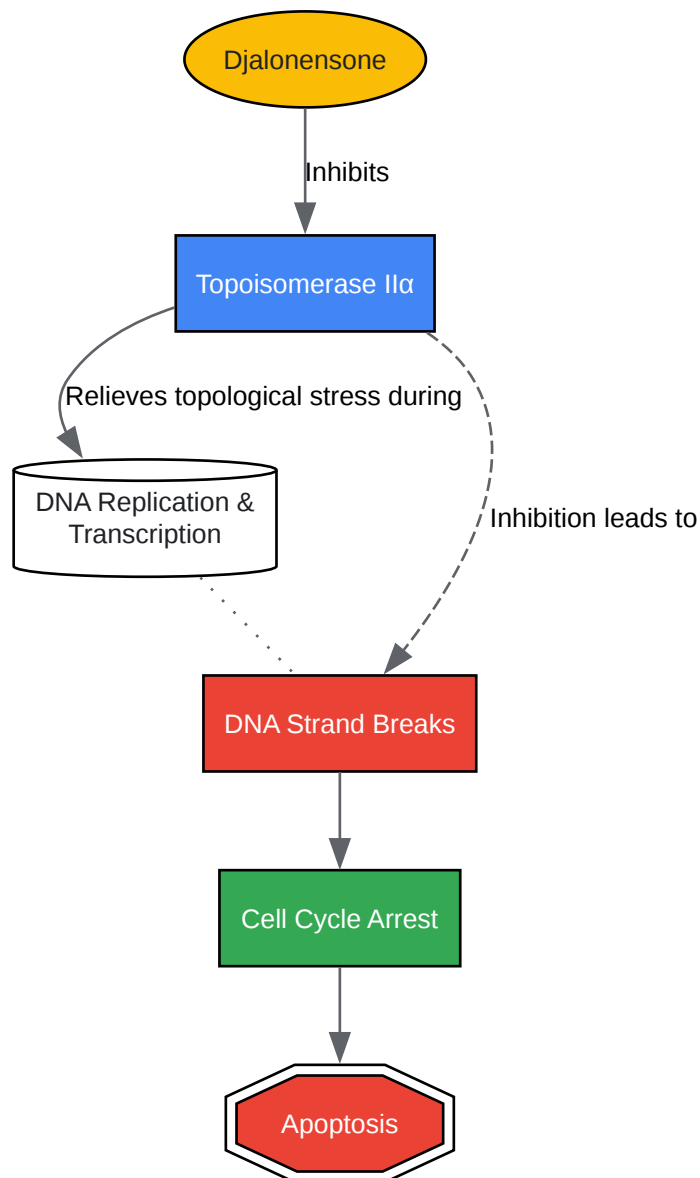 Djalonensone
Inhibits
Topoisomerase IIα
Relieves topological stress during
DNA Replication &
Transcription
Inhibition leads to
DNA Strand Breaks
Cell Cycle Arrest
Apoptosis